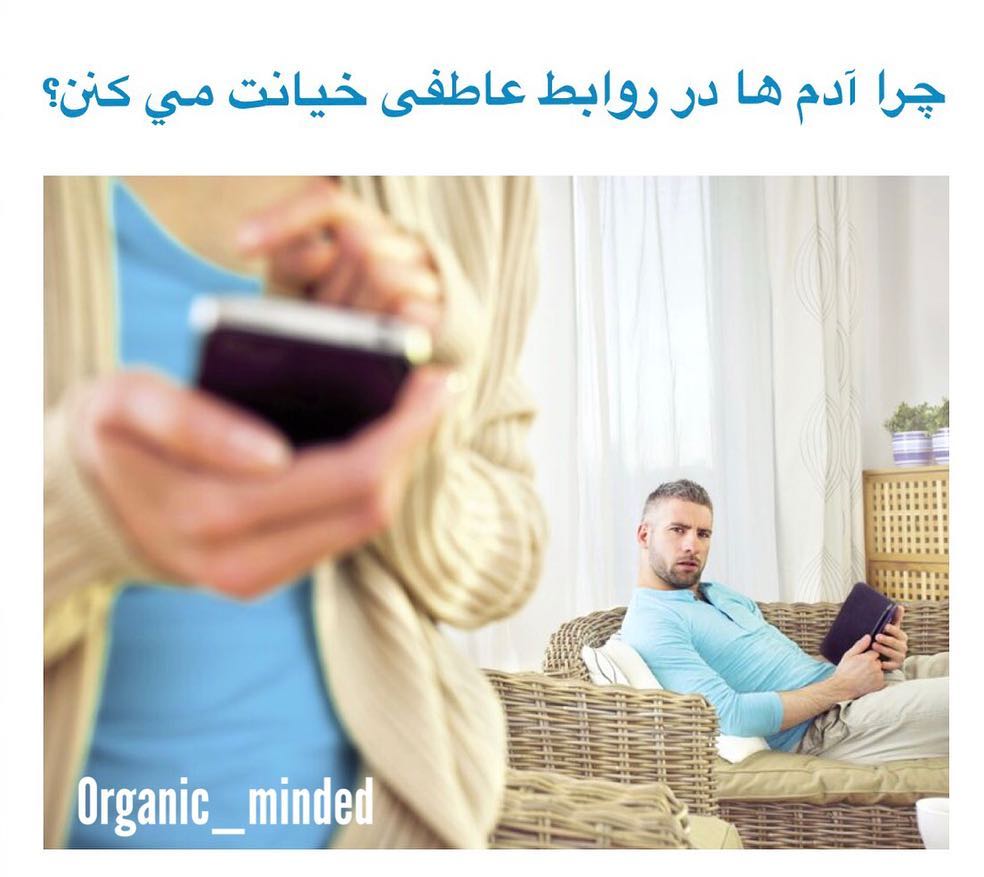 چرا آدم ها در روابط عاطفی خیانت مي کنن؟
Organic_minded